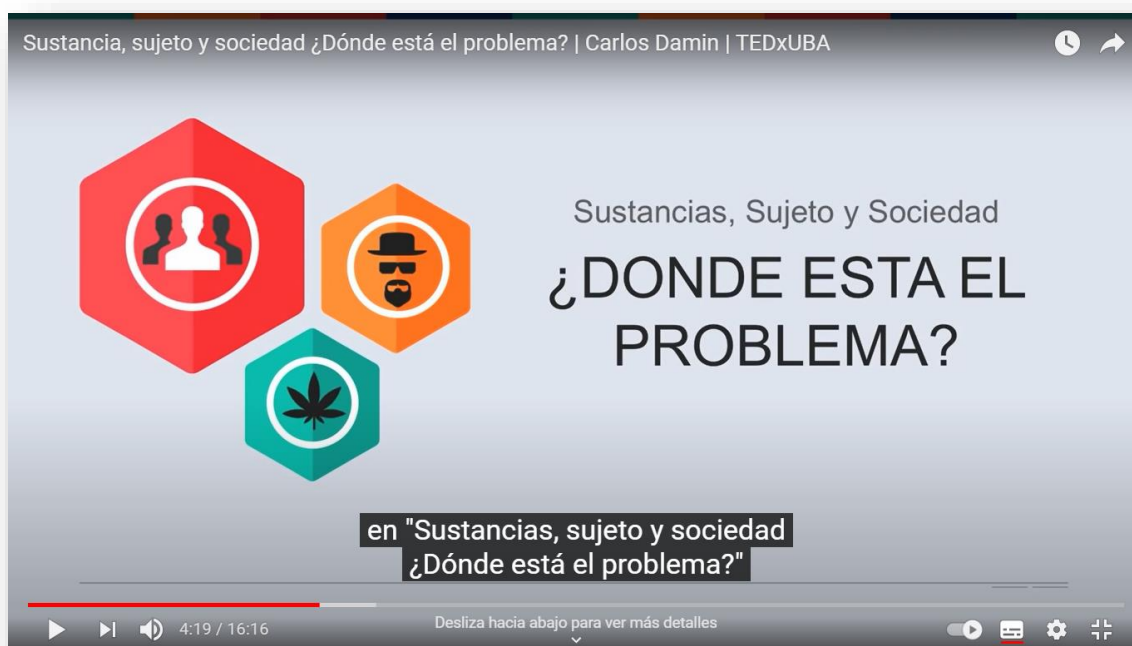 Sustancia, sujeto y sociedad ¿Dónde está el problema? | Carlos Damin | TEDxUBA
Sustancias, Sujeto y Sociedad
¿DONDE ESTA EL
PROBLEMA?
en "Sustancias, sujeto y sociedad
¿Dónde está el problema?"
4:19 / 16:16
Desliza hacia abajo para ver más detalles